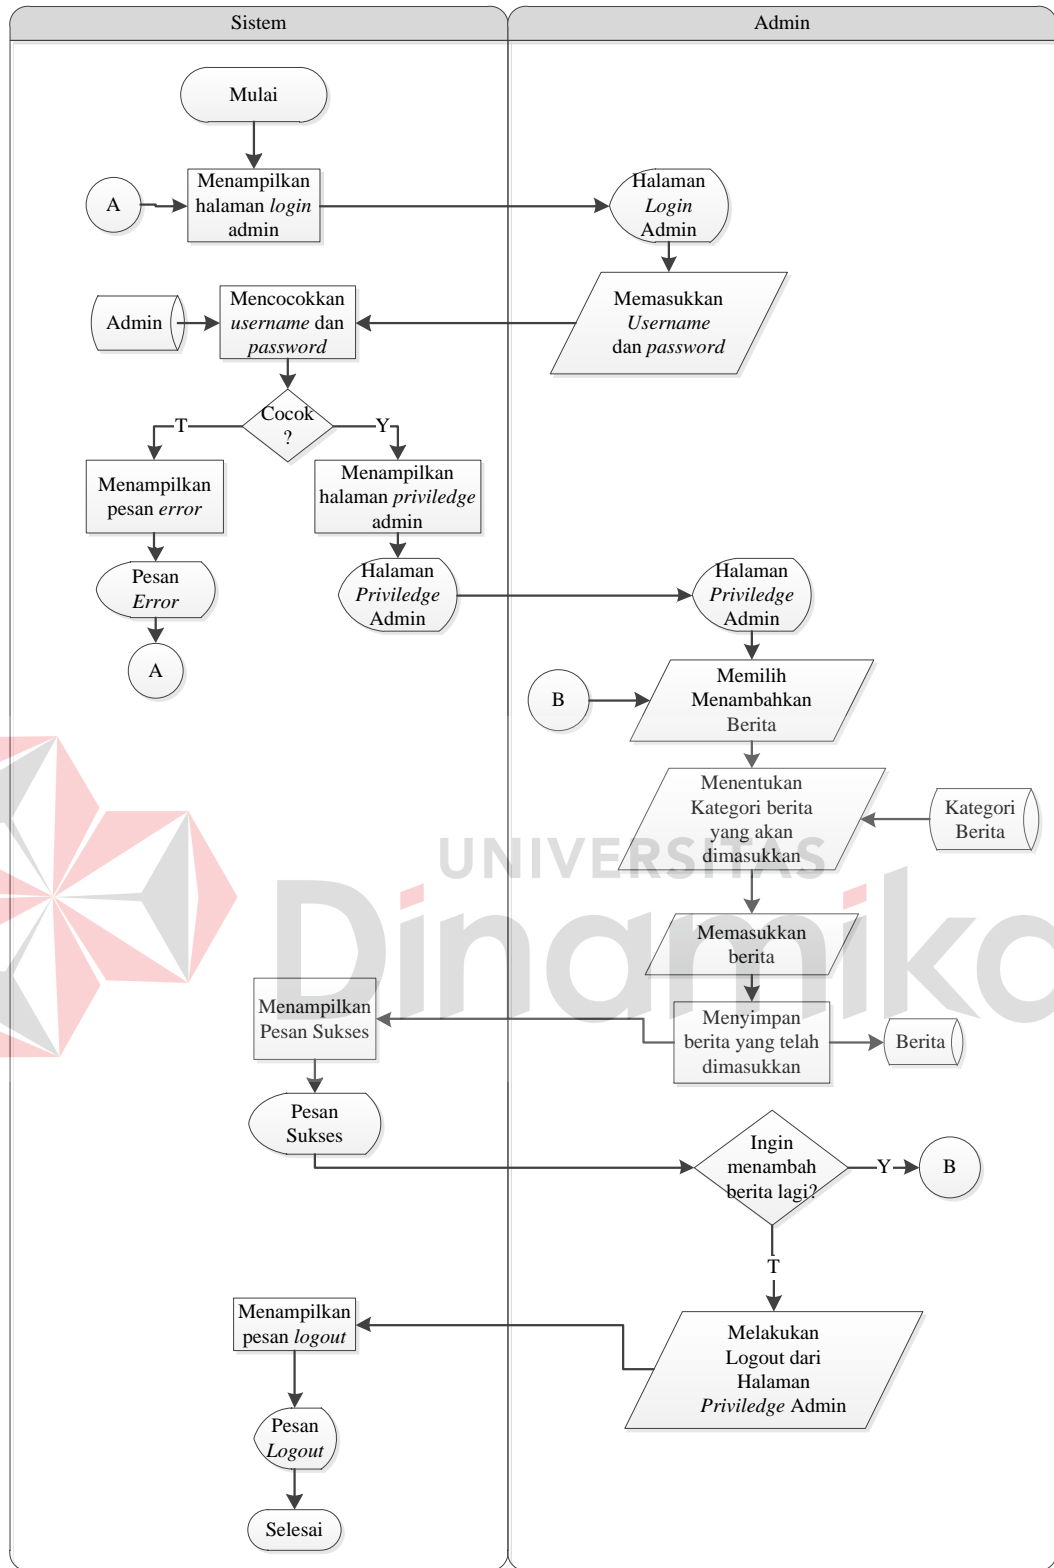 Sistem
Admin
Mulai
A
Menampilkan
halaman login
admin
Halaman
Login
Admin
Admin
Mencocokkan
username dan
password
Memasukkan
Username
dan password
Cocok
?
T
Y
Menampilkan
pesan error
Menampilkan
halaman priviledge
admin
Pesan
Error
Halaman
Priviledge
Admin
Halaman
Priviledge
Admin
A
B
Memilih
Menambahkan
Berita
Menentukan
Kategori berita
yang akan
dimasukkan
Kategori
Berita
UNIVERSITAS
Dinamika
Memasukkan
berita
Menampilkan
Pesan Sukses
Menyimpan
berita yang telah
dimasukkan
Berita
Pesan
Sukses
Ingin
menambah
berita lagi?
Y
B
T
Menampilkan
pesan logout
Melakukan
Logout dari
Halaman
Priviledge Admin
Pesan
Logout
Selesai